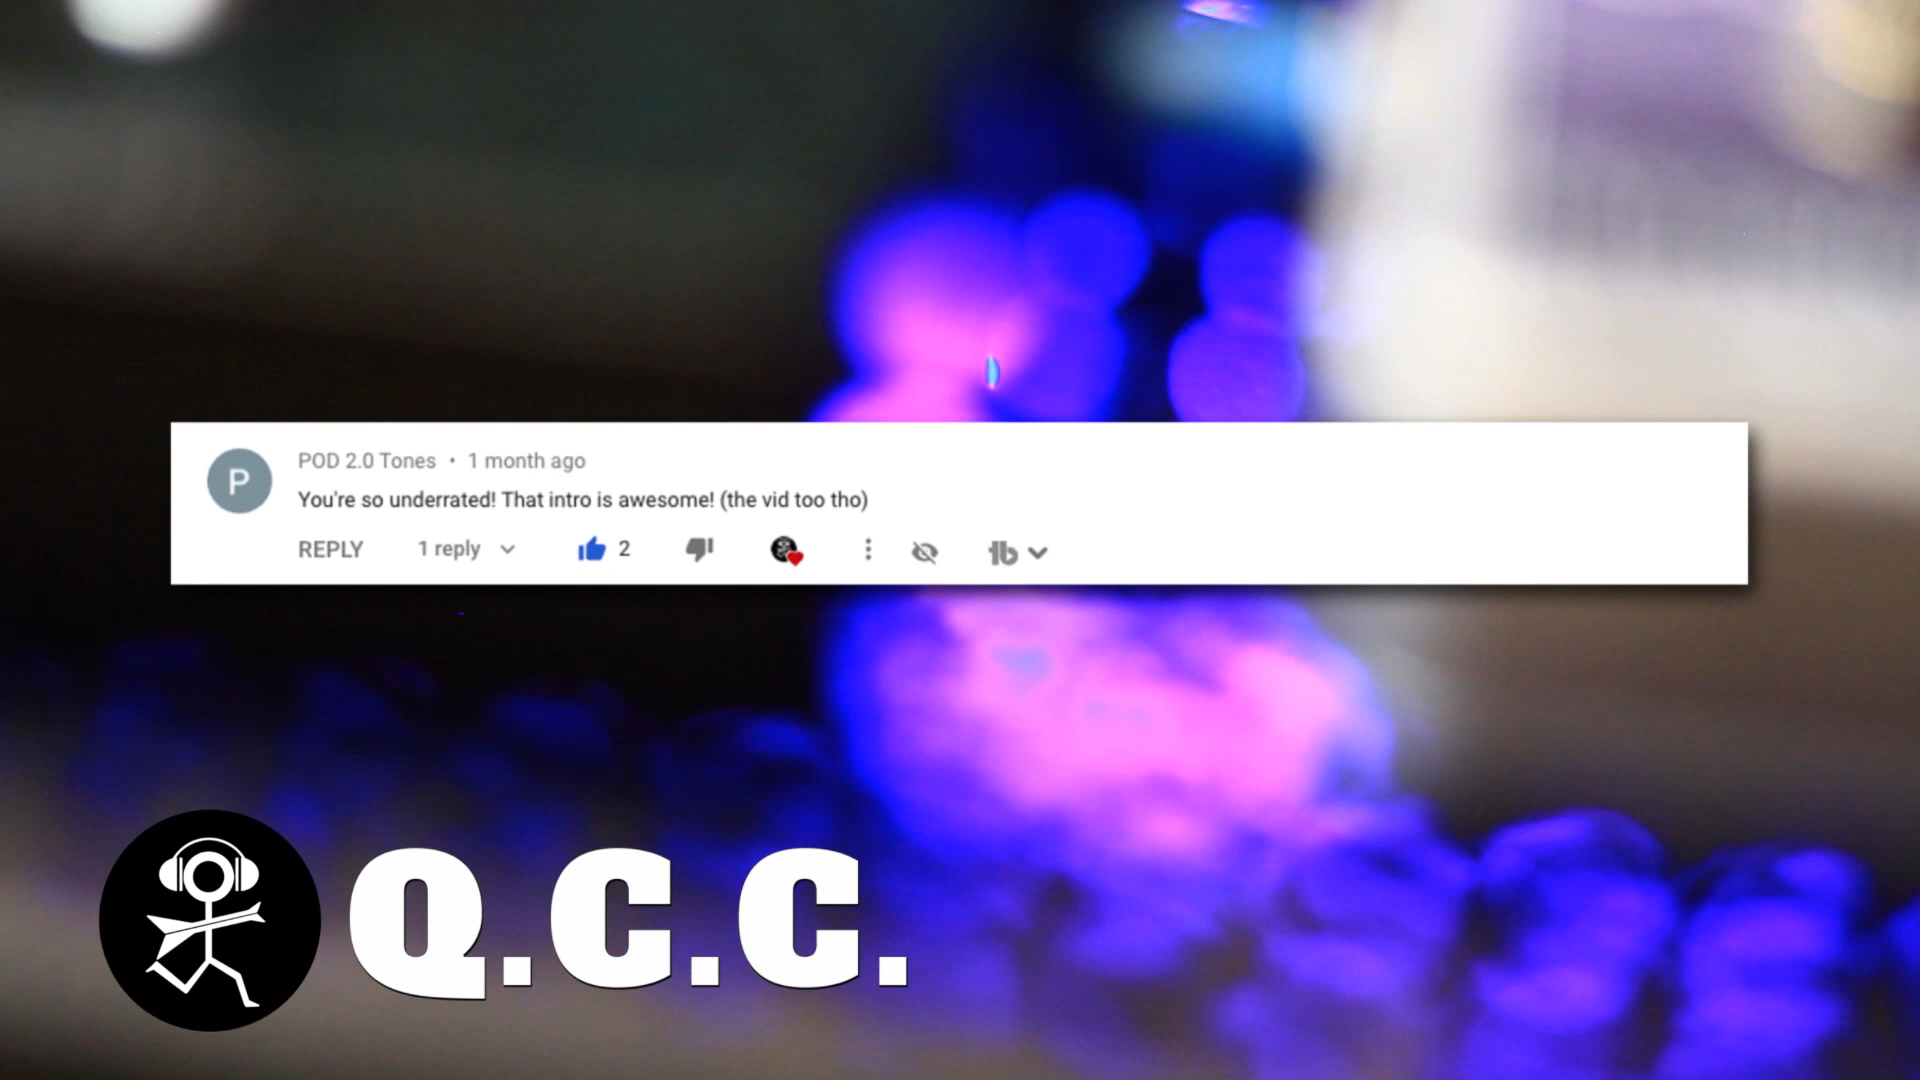 P
POD 2.0 Tones • 1 month ago
You're so underrated! That intro is awesome! (the vid too tho)
REPLY 1 reply 2
tb
Q.C.C.